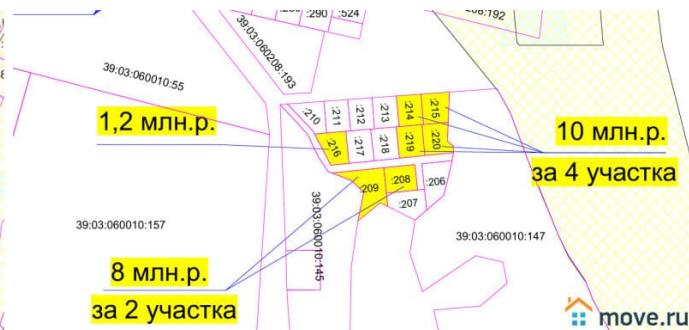 :290 :524
39:03:060208:193
39:03:060010:55
:210 :211 :212 :213 :214 :215
1,2 млн.р.
:216 :217 :218 :219 :220
10 млн.р.
за 4 участка
:209 :208 :206
:207
39:03:060010:145
39:03:060010:157
39:03:060010:147
8 млн.р.
за 2 участка
move.ru